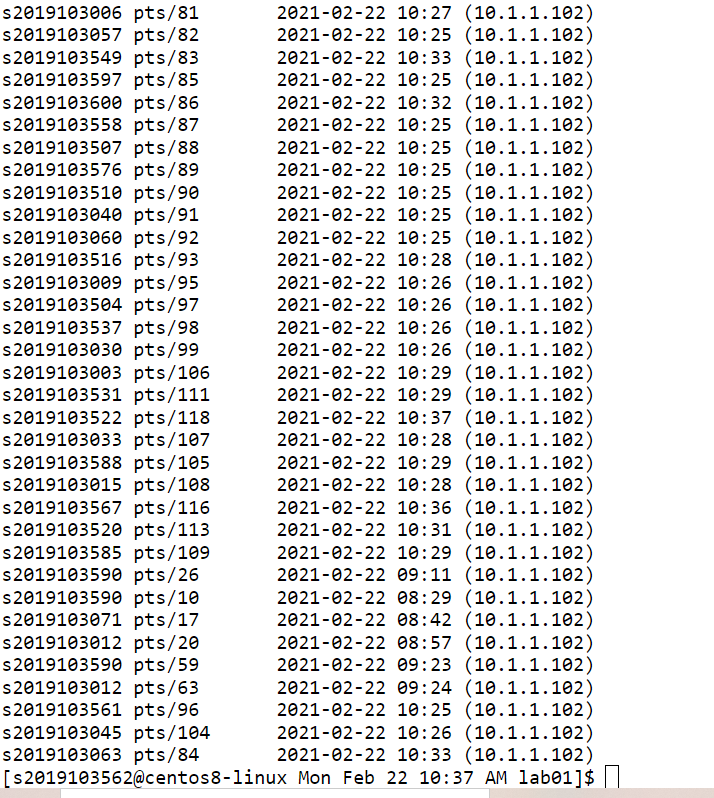 s2019103006 pts/81       2021-02-22 10:27 (10.1.1.102)
s2019103057 pts/82       2021-02-22 10:25 (10.1.1.102)
s2019103549 pts/83       2021-02-22 10:33 (10.1.1.102)
s2019103597 pts/85       2021-02-22 10:25 (10.1.1.102)
s2019103600 pts/86       2021-02-22 10:32 (10.1.1.102)
s2019103558 pts/87       2021-02-22 10:25 (10.1.1.102)
s2019103507 pts/88       2021-02-22 10:25 (10.1.1.102)
s2019103576 pts/89       2021-02-22 10:25 (10.1.1.102)
s2019103510 pts/90       2021-02-22 10:25 (10.1.1.102)
s2019103040 pts/91       2021-02-22 10:25 (10.1.1.102)
s2019103060 pts/92       2021-02-22 10:25 (10.1.1.102)
s2019103516 pts/93       2021-02-22 10:28 (10.1.1.102)
s2019103009 pts/95       2021-02-22 10:26 (10.1.1.102)
s2019103504 pts/97       2021-02-22 10:26 (10.1.1.102)
s2019103537 pts/98       2021-02-22 10:26 (10.1.1.102)
s2019103030 pts/99       2021-02-22 10:26 (10.1.1.102)
s2019103003 pts/106      2021-02-22 10:29 (10.1.1.102)
s2019103531 pts/111      2021-02-22 10:29 (10.1.1.102)
s2019103522 pts/118      2021-02-22 10:37 (10.1.1.102)
s2019103033 pts/107      2021-02-22 10:28 (10.1.1.102)
s2019103588 pts/105      2021-02-22 10:29 (10.1.1.102)
s2019103015 pts/108      2021-02-22 10:28 (10.1.1.102)
s2019103567 pts/116      2021-02-22 10:36 (10.1.1.102)
s2019103520 pts/113      2021-02-22 10:31 (10.1.1.102)
s2019103585 pts/109      2021-02-22 10:29 (10.1.1.102)
s2019103590 pts/26       2021-02-22 09:11 (10.1.1.102)
s2019103590 pts/10       2021-02-22 08:29 (10.1.1.102)
s2019103071 pts/17       2021-02-22 08:42 (10.1.1.102)
s2019103012 pts/20       2021-02-22 08:57 (10.1.1.102)
s2019103590 pts/59       2021-02-22 09:23 (10.1.1.102)
s2019103012 pts/63       2021-02-22 09:24 (10.1.1.102)
s2019103561 pts/96       2021-02-22 10:25 (10.1.1.102)
s2019103045 pts/104      2021-02-22 10:26 (10.1.1.102)
s2019103063 pts/84       2021-02-22 10:33 (10.1.1.102)
[s2019103562@centos8-linux Mon Feb 22 10:37 AM lab01]$